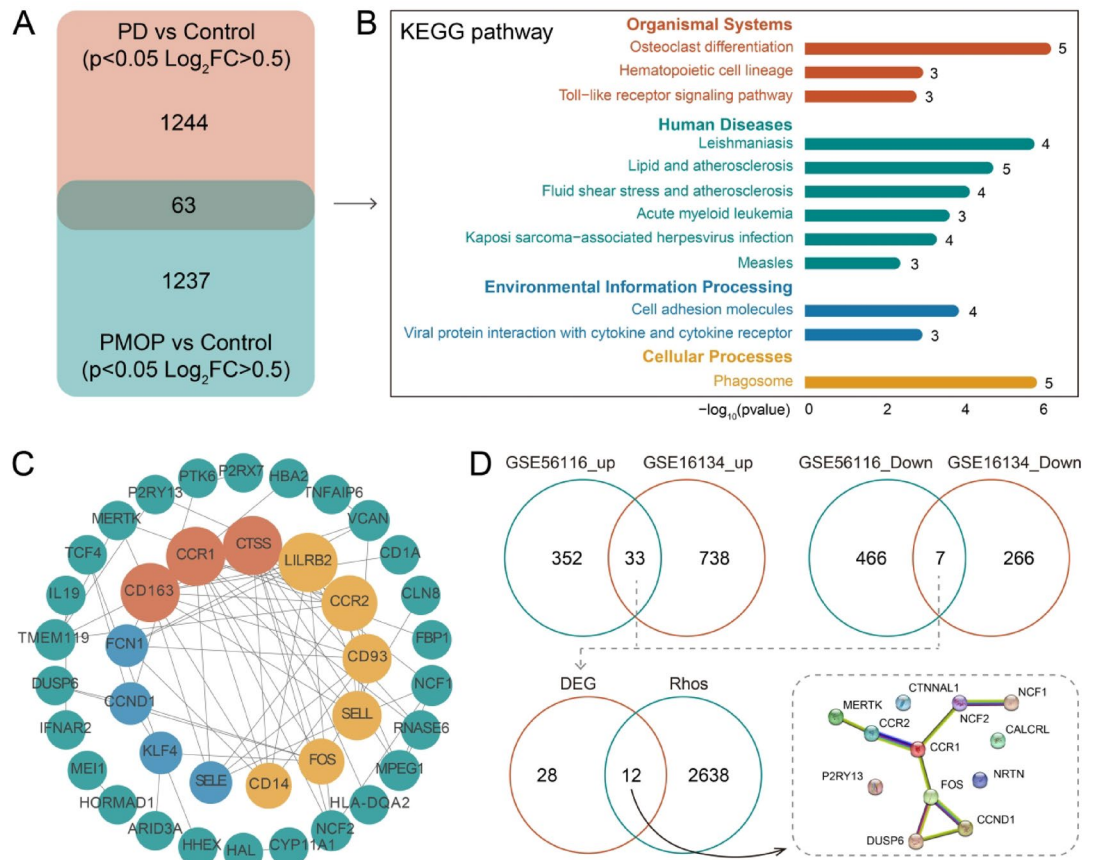 A
PD vs Control
(p<0.05 Log₂FC>0.5)
1244
63
1237
PMOP vs Control
(p<0.05 Log₂FC>0.5)
B
KEGG pathway
Organismal Systems
Osteoclast differentiation 5
Hematopoietic cell lineage 3
Toll−like receptor signaling pathway 3
Human Diseases
Leishmaniasis 4
Lipid and atherosclerosis 5
Fluid shear stress and atherosclerosis 4
Acute myeloid leukemia 3
Kaposi sarcoma−associated herpesvirus infection 4
Measles 3
Environmental Information Processing
Cell adhesion molecules 4
Viral protein interaction with cytokine and cytokine receptor 3
Cellular Processes
Phagosome 5
−log₁₀(pvalue) 0 2 4 6
C
P2RX7
HBA2
TNFAIP6
VCAN
CD1A
CLN8
FBP1
NCF1
RNASE6
MPEG1
HLA-DQA2
NCF2
CYP11A1
HAL
HHEX
ARID3A
HORMAD1
MEI1
IFNAR2
DUSP6
TMEM119
IL19
TCF4
MERTK
P2RY13
PTK6
CTSS
LILRB2
CCR2
CD93
SELL
FOS
CD14
SELE
KLF4
CCND1
FCN1
CD163
CCR1
D
GSE56116_up GSE16134_up
352 33 738
GSE56116_Down GSE16134_Down
466 7 266
DEG Rhos
28 12 2638
CTNNAL1
NCF1
MERTK
NCF2
CCR2
CALCRL
CCR1
P2RY13
NRTN
FOS
CCND1
DUSP6